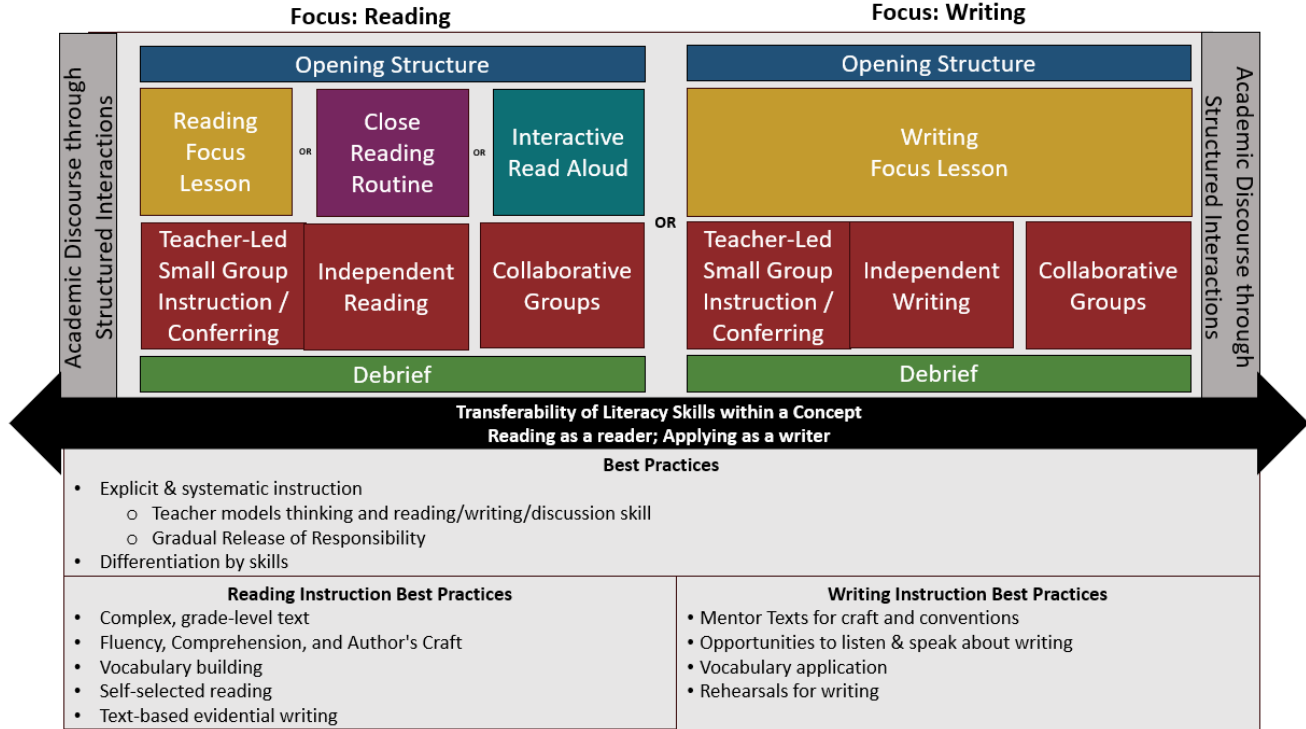 Focus: Reading
Focus: Writing
Academic Discourse through
Structured Interactions
Opening Structure
Reading
Focus
Lesson
OR
Close
Reading
Routine
OR
Interactive
Read Aloud
Teacher-Led
Small Group
Instruction /
Conferring
Independent
Reading
Collaborative
Groups
Debrief
OR
Opening Structure
Writing
Focus Lesson
Teacher-Led
Small Group
Instruction /
Conferring
Independent
Writing
Collaborative
Groups
Debrief
Academic Discourse through
Structured Interactions
Transferability of Literacy Skills within a Concept
Reading as a reader; Applying as a writer
Best Practices
• Explicit & systematic instruction
o Teacher models thinking and reading/writing/discussion skill
o Gradual Release of Responsibility
• Differentiation by skills
Reading Instruction Best Practices
• Complex, grade-level text
• Fluency, Comprehension, and Author's Craft
• Vocabulary building
• Self-selected reading
• Text-based evidential writing
Writing Instruction Best Practices
• Mentor Texts for craft and conventions
• Opportunities to listen & speak about writing
• Vocabulary application
• Rehearsals for writing